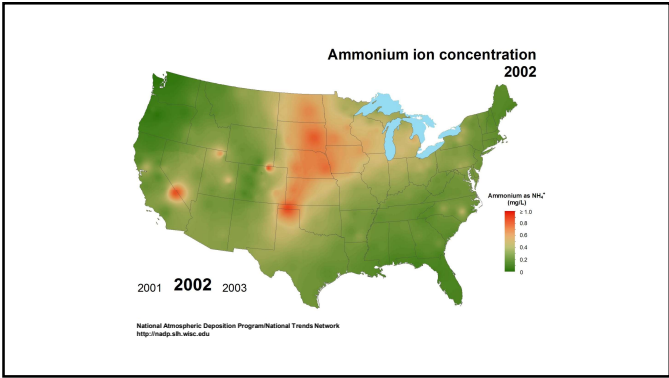 Ammonium ion concentration
2002
Ammonium as NH₄⁺
(mg/L)
≥ 1.0
0.8
0.6
0.4
0.2
0
2001 2002 2003
National Atmospheric Deposition Program/National Trends Network
http://nadp.slh.wisc.edu